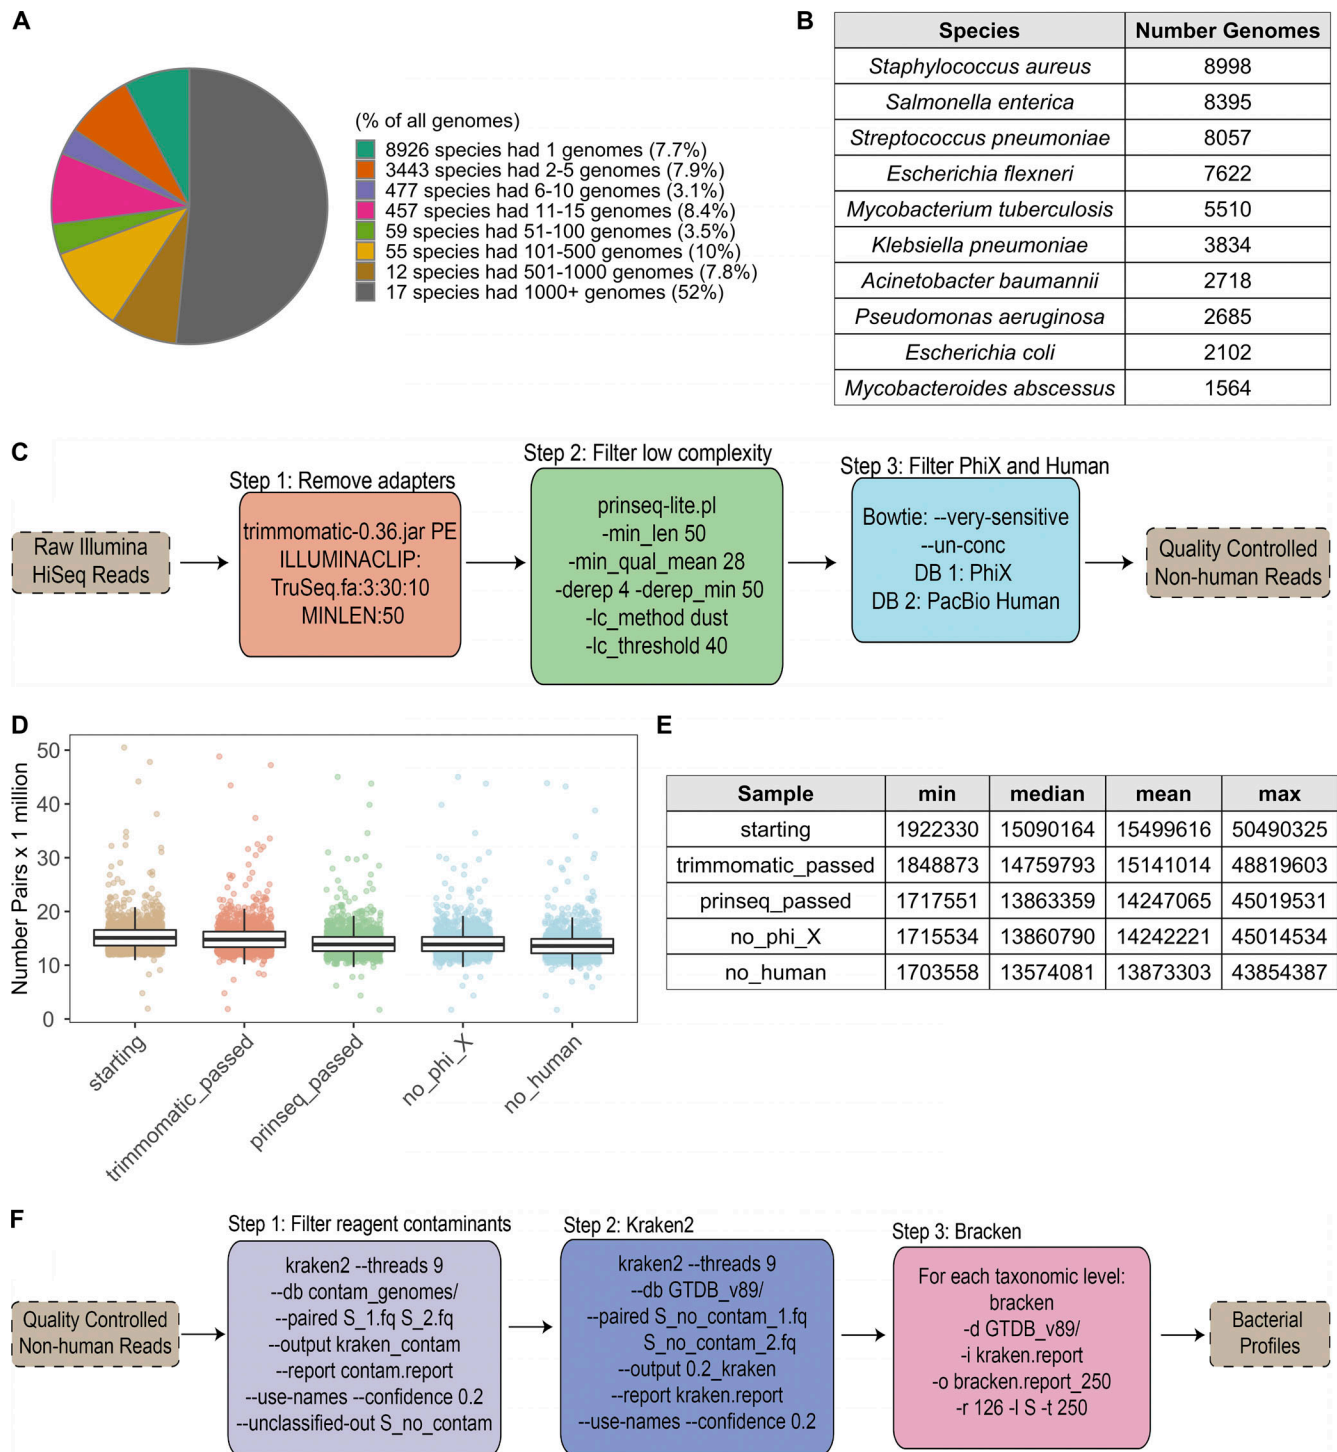 A
(% of all genomes)
8926 species had 1 genomes (7.7%)
3443 species had 2-5 genomes (7.9%)
477 species had 6-10 genomes (3.1%)
457 species had 11-15 genomes (8.4%)
59 species had 51-100 genomes (3.5%)
55 species had 101-500 genomes (10%)
12 species had 501-1000 genomes (7.8%)
17 species had 1000+ genomes (52%)
B
Species Number Genomes
Staphylococcus aureus 8998
Salmonella enterica 8395
Streptococcus pneumoniae 8057
Escherichia flexneri 7622
Mycobacterium tuberculosis 5510
Klebsiella pneumoniae 3834
Acinetobacter baumannii 2718
Pseudomonas aeruginosa 2685
Escherichia coli 2102
Mycobacteroides abscessus 1564
C
Raw Illumina
HiSeq Reads
Step 1: Remove adapters
trimmomatic-0.36.jar PE
ILLUMINACLIP:
TruSeq.fa:3:30:10
MINLEN:50
Step 2: Filter low complexity
prinseq-lite.pl
-min_len 50
-min_qual_mean 28
-derep 4 -derep_min 50
-lc_method dust
-lc_threshold 40
Step 3: Filter PhiX and Human
Bowtie: --very-sensitive
--un-conc
DB 1: PhiX
DB 2: PacBio Human
Quality Controlled
Non-human Reads
D
Number Pairs x 1 million
50
40
30
20
10
0
starting
trimmomatic_passed
prinseq_passed
no_phi_X
no_human
E
Sample min median mean max
starting 1922330 15090164 15499616 50490325
trimmomatic_passed 1848873 14759793 15141014 48819603
prinseq_passed 1717551 13863359 14247065 45019531
no_phi_X 1715534 13860790 14242221 45014534
no_human 1703558 13574081 13873303 43854387
F
Quality Controlled
Non-human Reads
Step 1: Filter reagent contaminants
kraken2 --threads 9
--db contam_genomes/
--paired S_1.fq S_2.fq
--output kraken_contam
--report contam.report
--use-names --confidence 0.2
--unclassified-out S_no_contam
Step 2: Kraken2
kraken2 --threads 9
--db GTDB_v89/
--paired S_no_contam_1.fq
S_no_contam_2.fq
--output 0.2_kraken
--report kraken.report
--use-names --confidence 0.2
Step 3: Bracken
For each taxonomic level:
bracken
-d GTDB_v89/
-i kraken.report
-o bracken.report_250
-r 126 -l S -t 250
Bacterial
Profiles